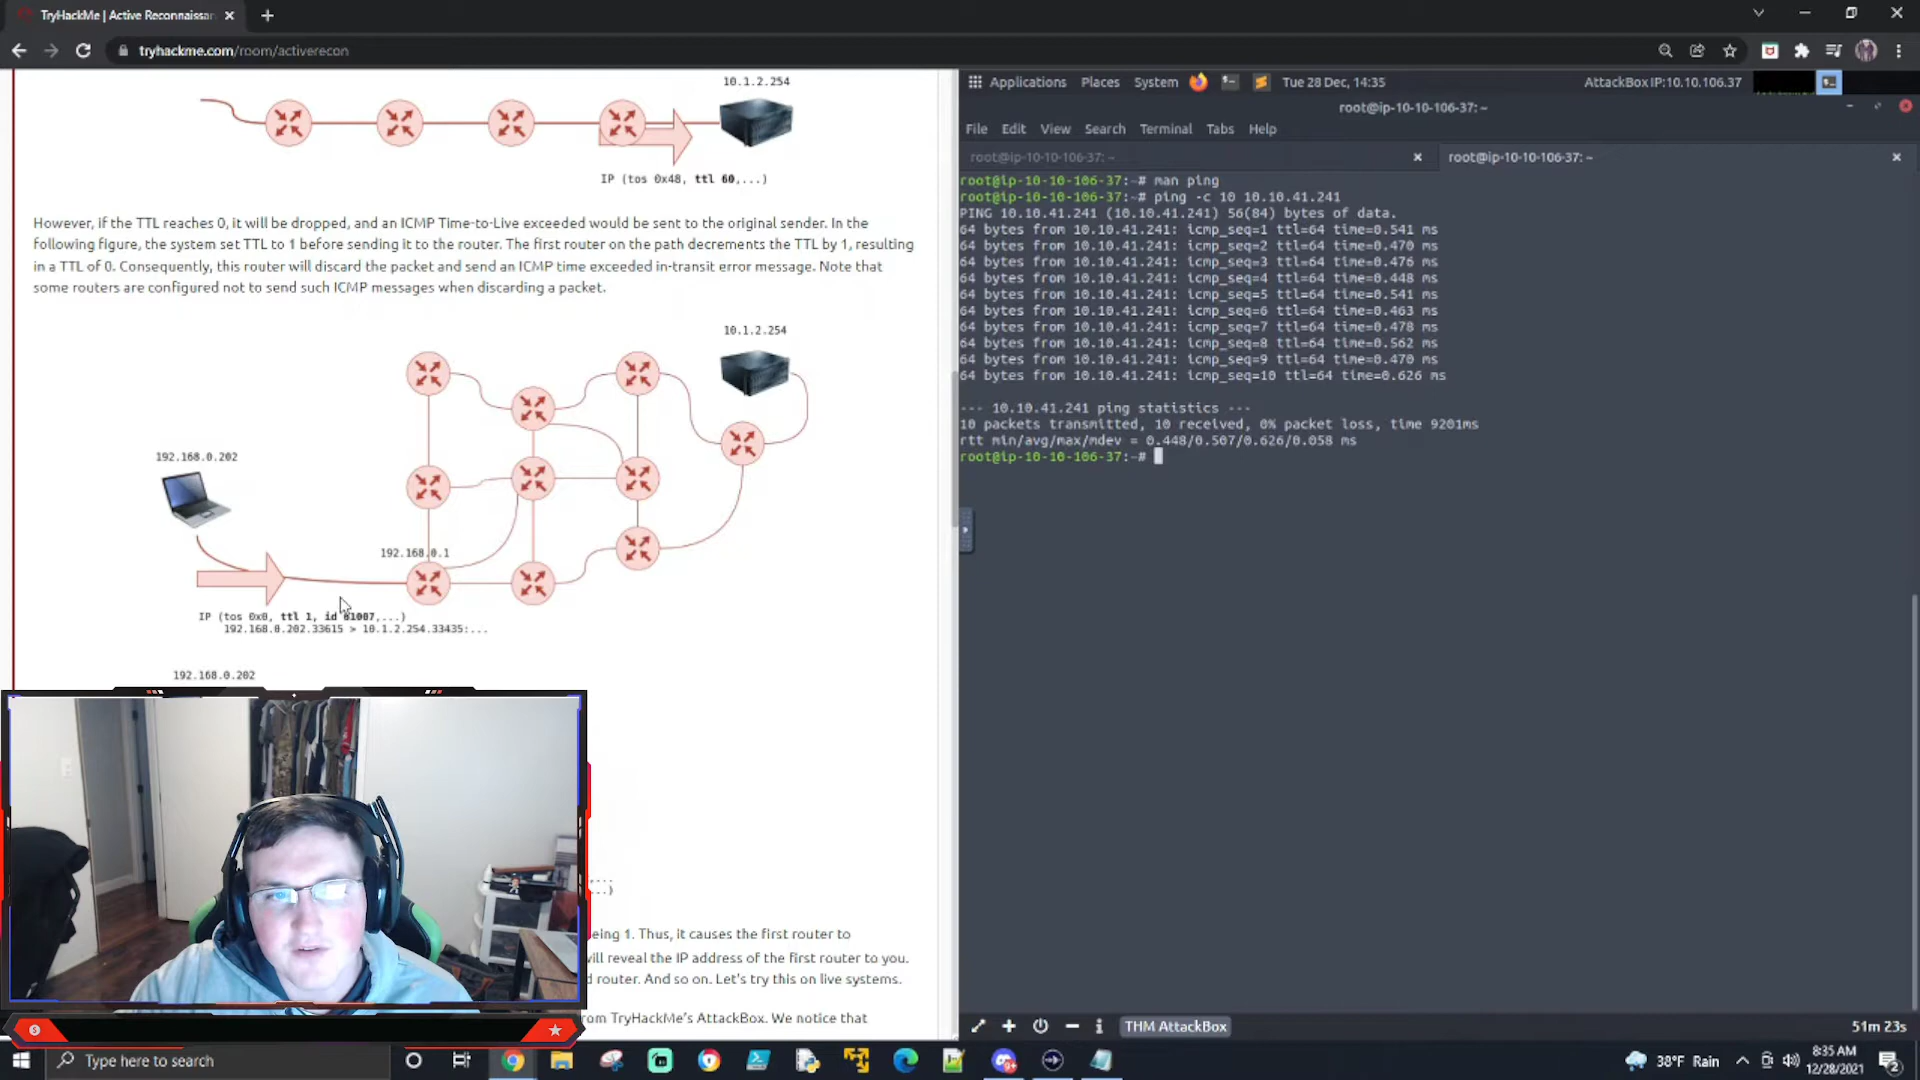 TryHackMe | Active Reconnaissan
tryhackme.com/room/activerecon
10.1.2.254
IP (tos 0x48, ttl 60,...)
However, if the TTL reaches 0, it will be dropped, and an ICMP Time-to-Live exceeded would be sent to the original sender. In the
following figure, the system set TTL to 1 before sending it to the router. The first router on the path decrements the TTL by 1, resulting
in a TTL of 0. Consequently, this router will discard the packet and send an ICMP time exceeded in-transit error message. Note that
some routers are configured not to send such ICMP messages when discarding a packet.
10.1.2.254
192.168.0.202
192.168.0.1
IP (tos 0x0, ttl 1, id 81007,...)
192.168.0.202.33615 > 10.1.2.254.33435:...
192.168.0.202
...)
eing 1. Thus, it causes the first router to
will reveal the IP address of the first router to you.
d router. And so on. Let's try this on live systems.
rom TryHackMe's AttackBox. We notice that
Applications Places System Tue 28 Dec, 14:35 AttackBox IP:10.10.106.37
root@ip-10-10-106-37: ~
File Edit View Search Terminal Tabs Help
root@ip-10-10-106-37: ~ root@ip-10-10-106-37: ~
root@ip-10-10-106-37:~# man ping
root@ip-10-10-106-37:~# ping -c 10 10.10.41.241
PING 10.10.41.241 (10.10.41.241) 56(84) bytes of data.
64 bytes from 10.10.41.241: icmp_seq=1 ttl=64 time=0.541 ms
64 bytes from 10.10.41.241: icmp_seq=2 ttl=64 time=0.470 ms
64 bytes from 10.10.41.241: icmp_seq=3 ttl=64 time=0.476 ms
64 bytes from 10.10.41.241: icmp_seq=4 ttl=64 time=0.448 ms
64 bytes from 10.10.41.241: icmp_seq=5 ttl=64 time=0.541 ms
64 bytes from 10.10.41.241: icmp_seq=6 ttl=64 time=0.463 ms
64 bytes from 10.10.41.241: icmp_seq=7 ttl=64 time=0.478 ms
64 bytes from 10.10.41.241: icmp_seq=8 ttl=64 time=0.562 ms
64 bytes from 10.10.41.241: icmp_seq=9 ttl=64 time=0.470 ms
64 bytes from 10.10.41.241: icmp_seq=10 ttl=64 time=0.626 ms
--- 10.10.41.241 ping statistics ---
10 packets transmitted, 10 received, 0% packet loss, time 9201ms
rtt min/avg/max/mdev = 0.448/0.507/0.626/0.058 ms
root@ip-10-10-106-37:~#
THM AttackBox 51m 23s
Type here to search
38°F Rain
8:35 AM
12/28/2021
2